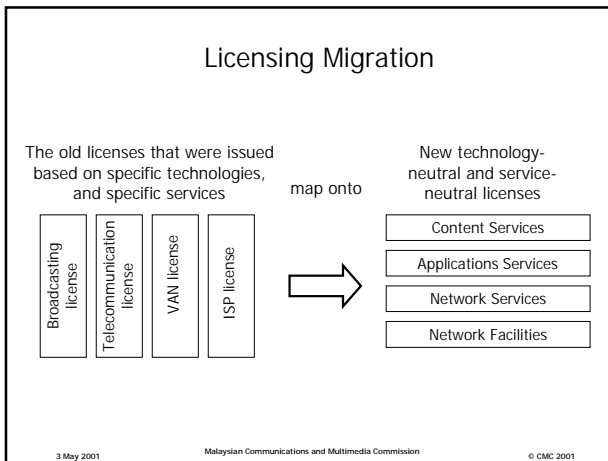 Licensing Migration
The old licenses that were issued
based on specific technologies,
and specific services
map onto
New technology-
neutral and service-
neutral licenses
Broadcasting
license
Telecommunication
license
VAN license
ISP license
Content Services
Applications Services
Network Services
Network Facilities
3 May 2001
Malaysian Communications and Multimedia Commission
© CMC 2001